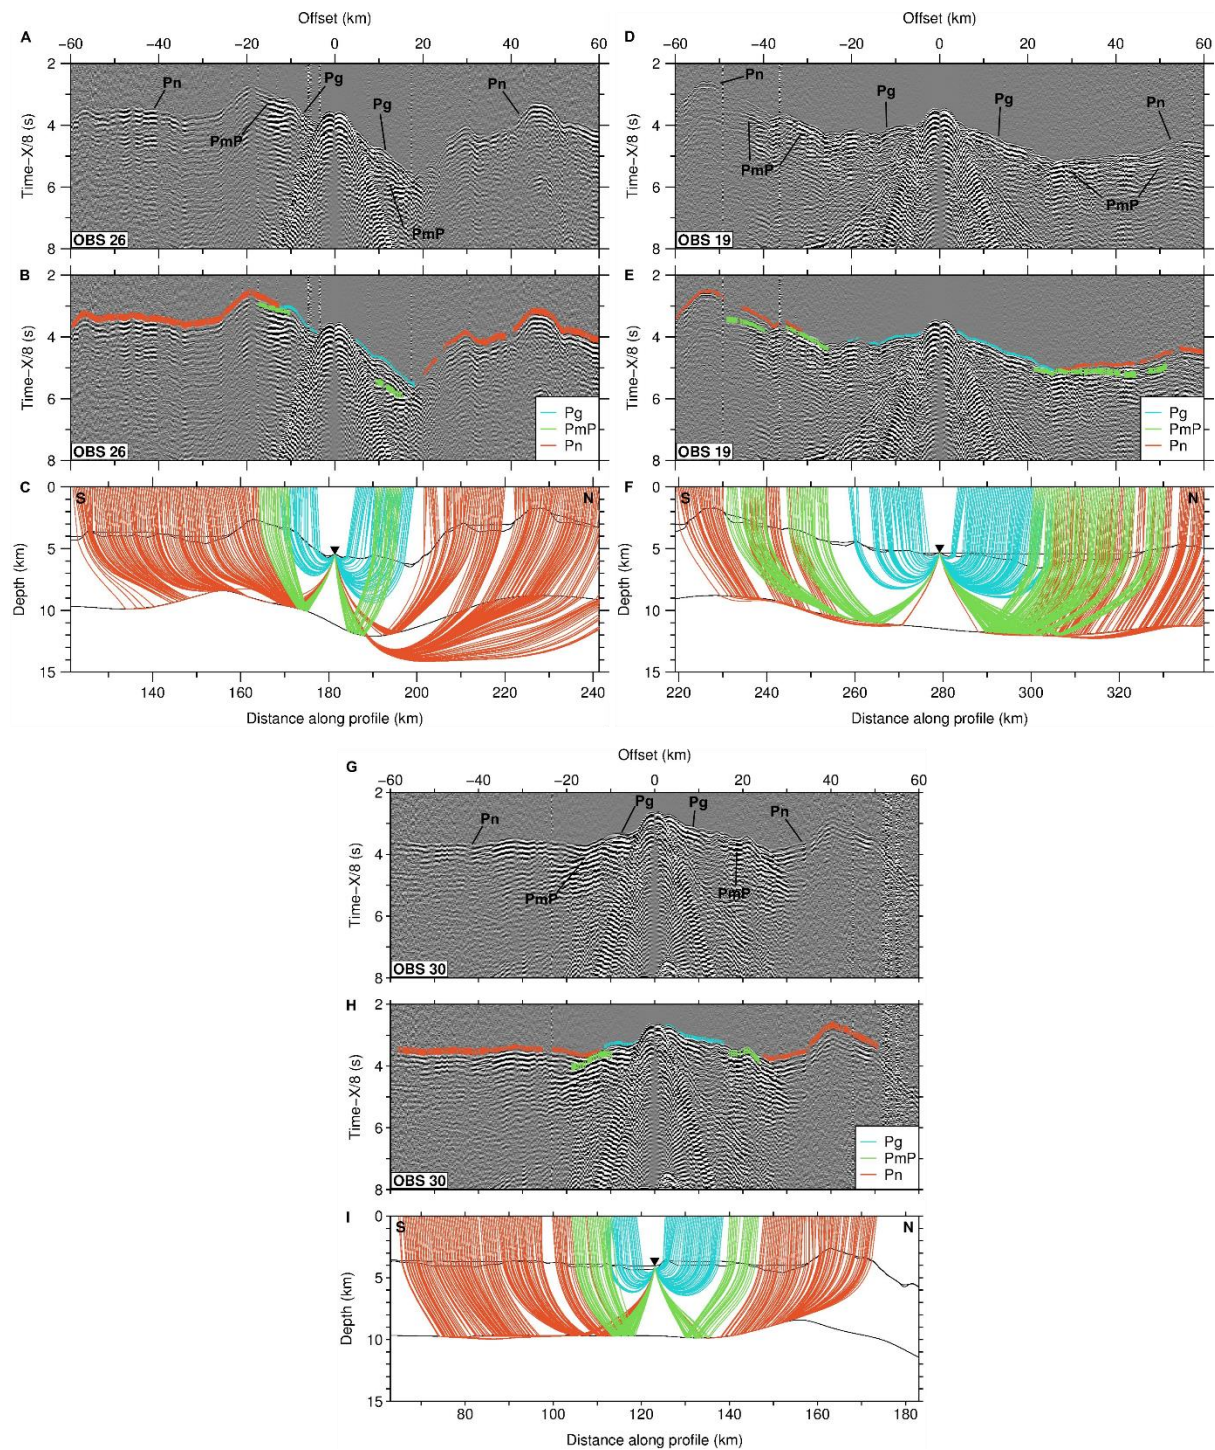 Offset (km)
A −60 −40 −20 0 20 40 60
2
4
6
8
Time−X/8 (s)
Pn
PmP
Pg
Pg
PmP
Pn
OBS 26
B
2
4
6
8
Time−X/8 (s)
Pg
PmP
Pn
OBS 26
C
0
5
10
15
Depth (km)
S
N
140 160 180 200 220 240
Distance along profile (km)
Offset (km)
D −60 −40 −20 0 20 40 60
2
4
6
8
Time−X/8 (s)
Pn
PmP
Pg
Pg
PmP
Pn
OBS 19
E
2
4
6
8
Time−X/8 (s)
Pg
PmP
Pn
OBS 19
F
0
5
10
15
Depth (km)
S
N
220 240 260 280 300 320
Distance along profile (km)
Offset (km)
G
−60 −40 −20 0 20 40 60
2
4
6
8
Time−X/8 (s)
Pn
PmP
Pg
Pg
PmP
Pn
OBS 30
H
2
4
6
8
Time−X/8 (s)
Pg
PmP
Pn
OBS 30
I
0
5
10
15
Depth (km)
S
N
80 100 120 140 160 180
Distance along profile (km)